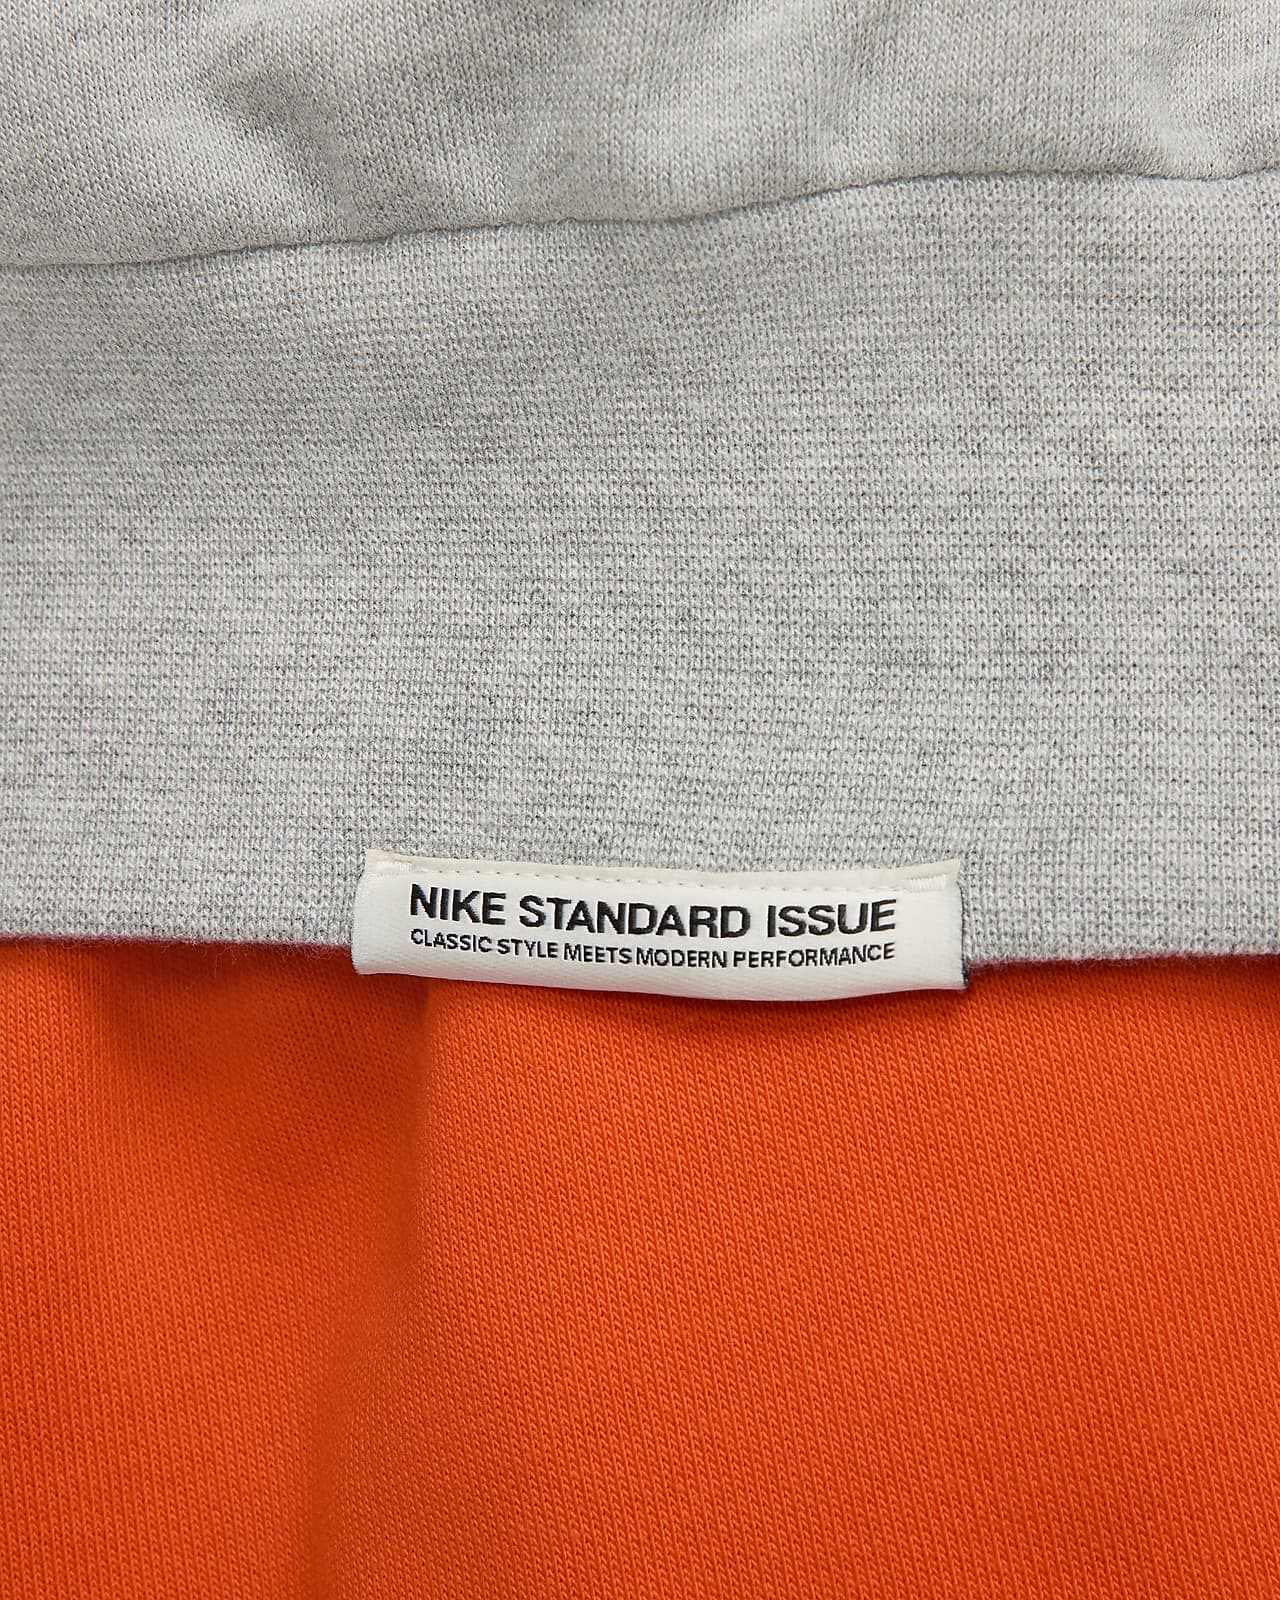 NIKE STANDARD ISSUE
CLASSIC STYLE MEETS MODERN PERFORMANCE